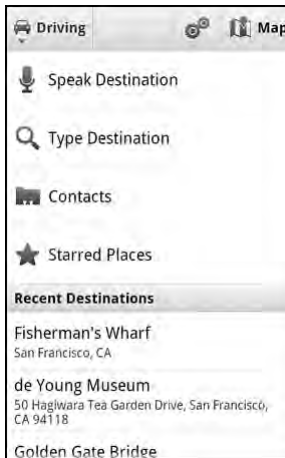 Driving Map
Speak Destination
Type Destination
Contacts
Starred Places
Recent Destinations
Fisherman's Wharf
San Francisco, CA
de Young Museum
50 Hagiwara Tea Garden Drive, San Francisco,
CA 94118
Golden Gate Bridge